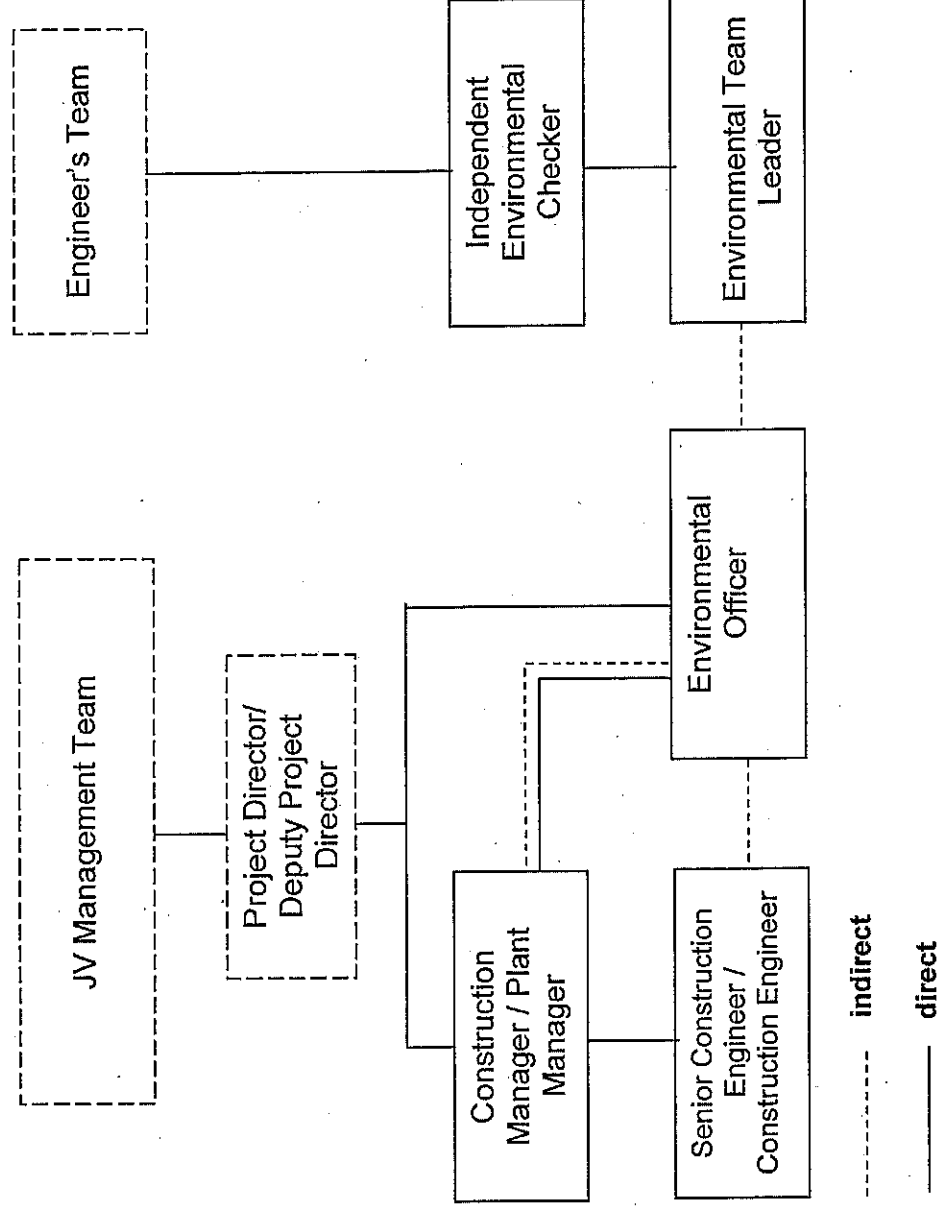 JV Management Team
Engineer's Team
Project Director/
Deputy Project
Director
Construction
Manager / Plant
Manager
Independent
Environmental
Checker
Senior Construction
Engineer /
Construction Engineer
Environmental
Officer
Environmental Team
Leader
indirect
direct